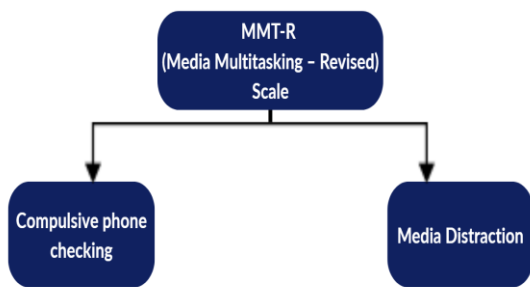 MMT-R
(Media Multitasking – Revised)
Scale
Compulsive phone
checking
Media Distraction